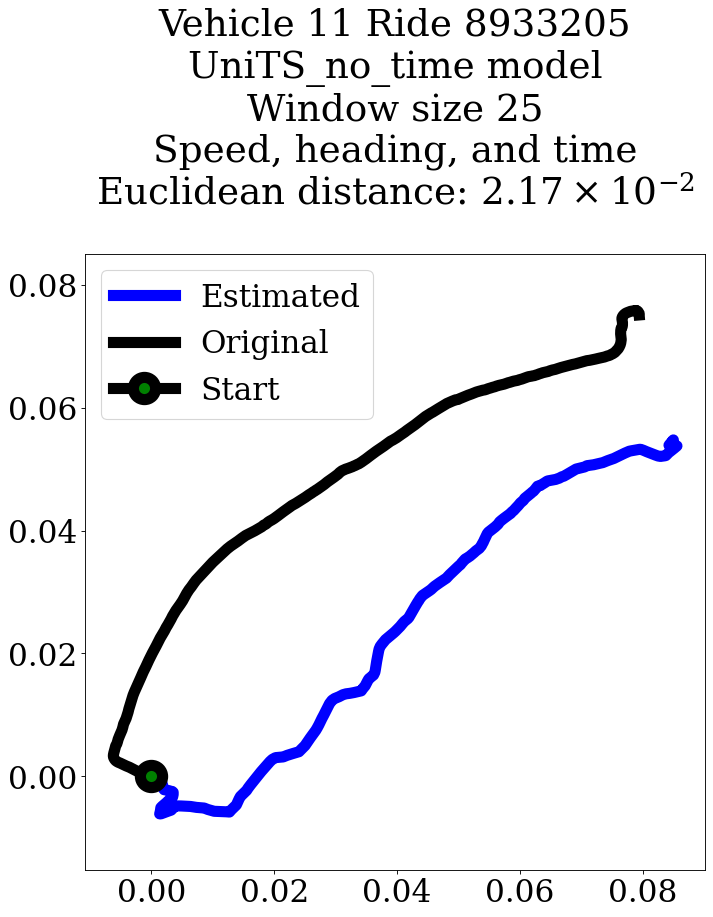 Vehicle 11 Ride 8933205
UniTS_no_time model
Window size 25
Speed, heading, and time
Euclidean distance: 2.17 × 10⁻²
Estimated
Original
Start
0.08
0.06
0.04
0.02
0.00
0.00 0.02 0.04 0.06 0.08